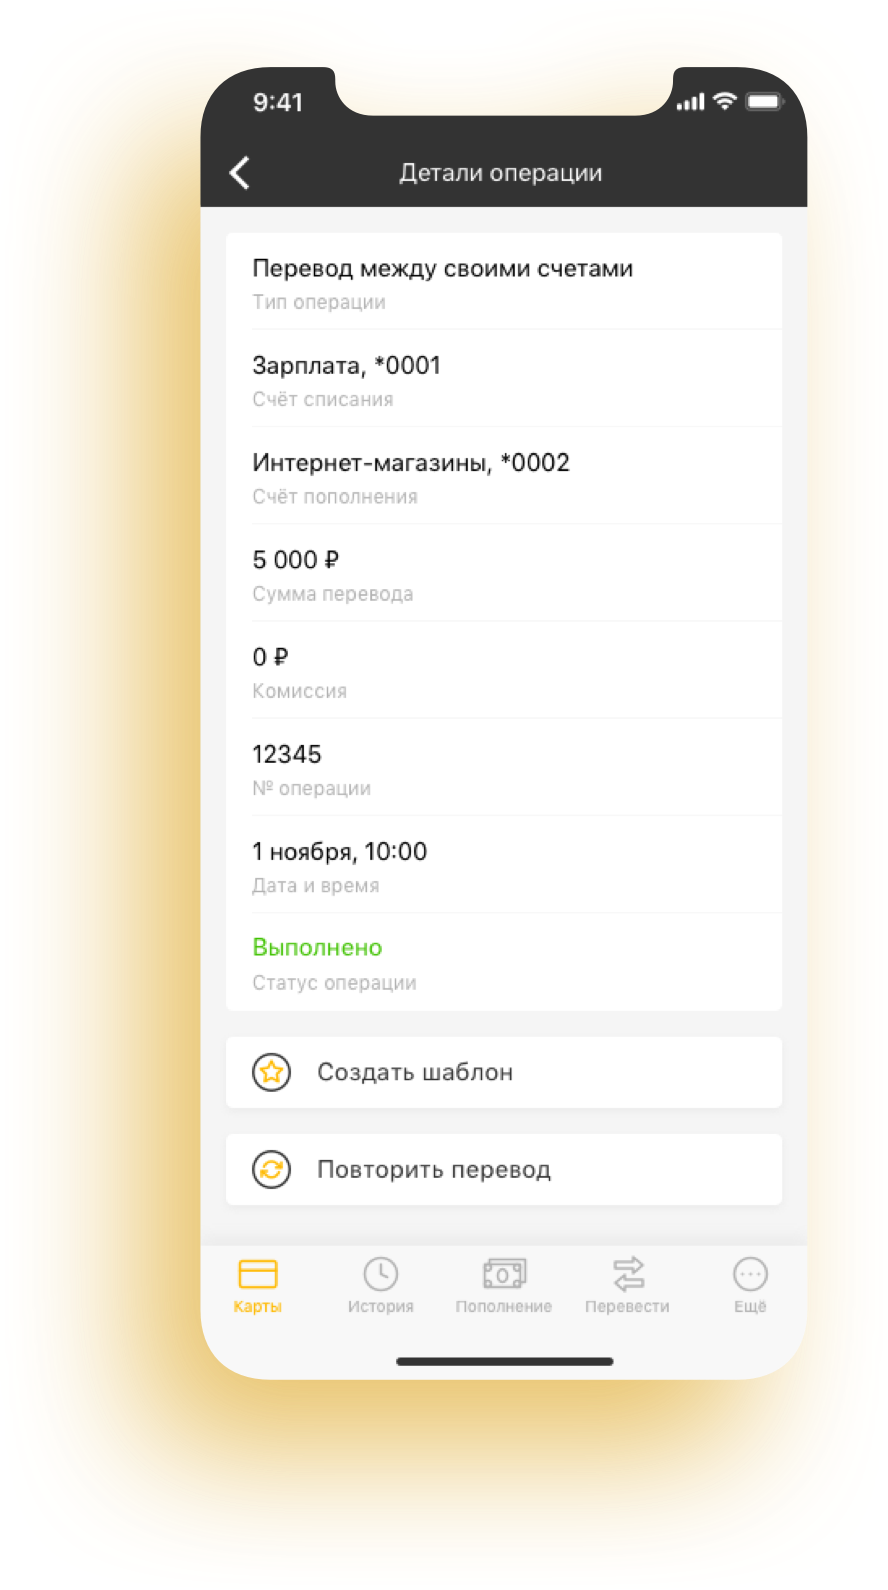 9:41
Детали операции
Перевод между своими счетами
Тип операции
Зарплата, *0001
Счёт списания
Интернет-магазины, *0002
Счёт пополнения
5 000 ₽
Сумма перевода
0 ₽
Комиссия
12345
№ операции
1 ноября, 10:00
Дата и время
Выполнено
Статус операции
Создать шаблон
Повторить перевод
Карты История Пополнение Перевести Ещё